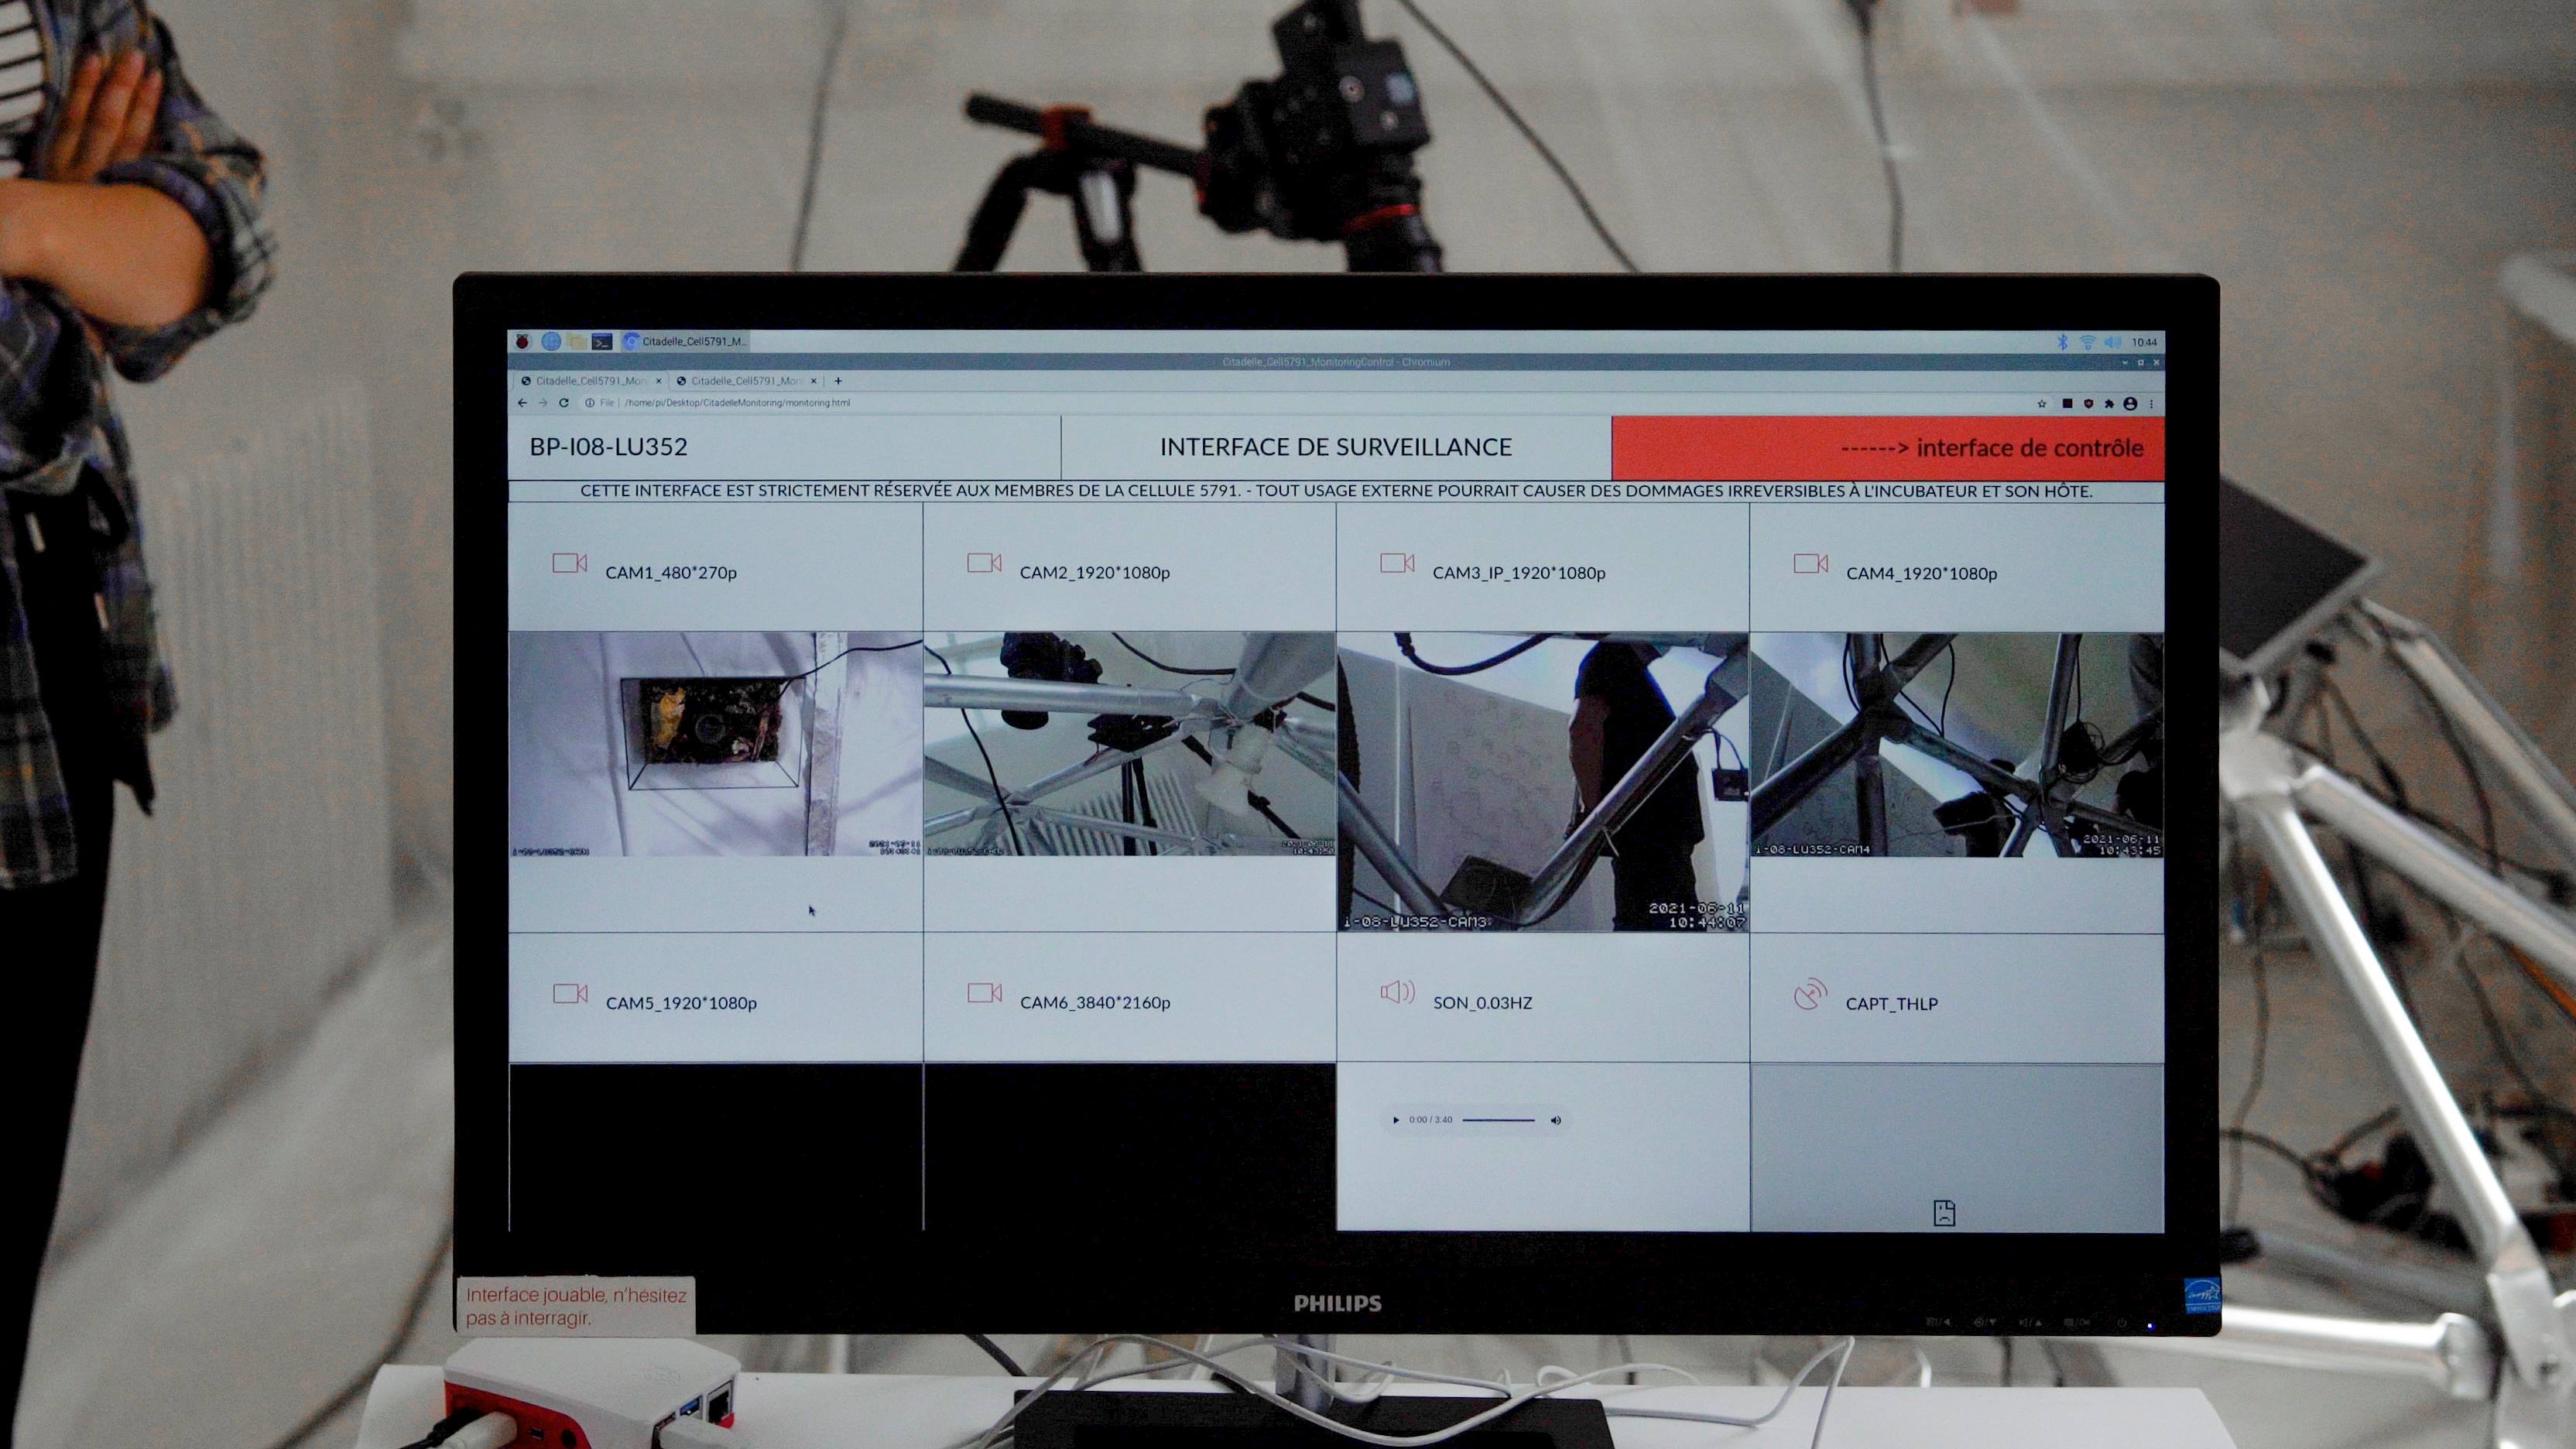 Citadelle_Cell5791_M...
10:44
Citadelle_Cell5791_MonitoringControl - Chromium
Citadelle_Cell5791_Mon
Citadelle_Cell5791_Mon
File | /home/pi/Desktop/CitadelleMonitoring/monitoring.html
BP-I08-LU352
INTERFACE DE SURVEILLANCE
------> interface de contrôle
CETTE INTERFACE EST STRICTEMENT RÉSERVÉE AUX MEMBRES DE LA CELLULE 5791. - TOUT USAGE EXTERNE POURRAIT CAUSER DES DOMMAGES IRREVERSIBLES À L'INCUBATEUR ET SON HÔTE.
CAM1_480*270p
CAM2_1920*1080p
CAM3_IP_1920*1080p
CAM4_1920*1080p
i-08-LU352-CAM4
2021-06-11
10:43:45
i-08-LU352-CAM3
2021-06-11
10:44:07
CAM5_1920*1080p
CAM6_3840*2160p
SON_0.03HZ
CAPT_THLP
0:00 / 3:40
Interface jouable, n'hésitez
pas à interragir.
PHILIPS